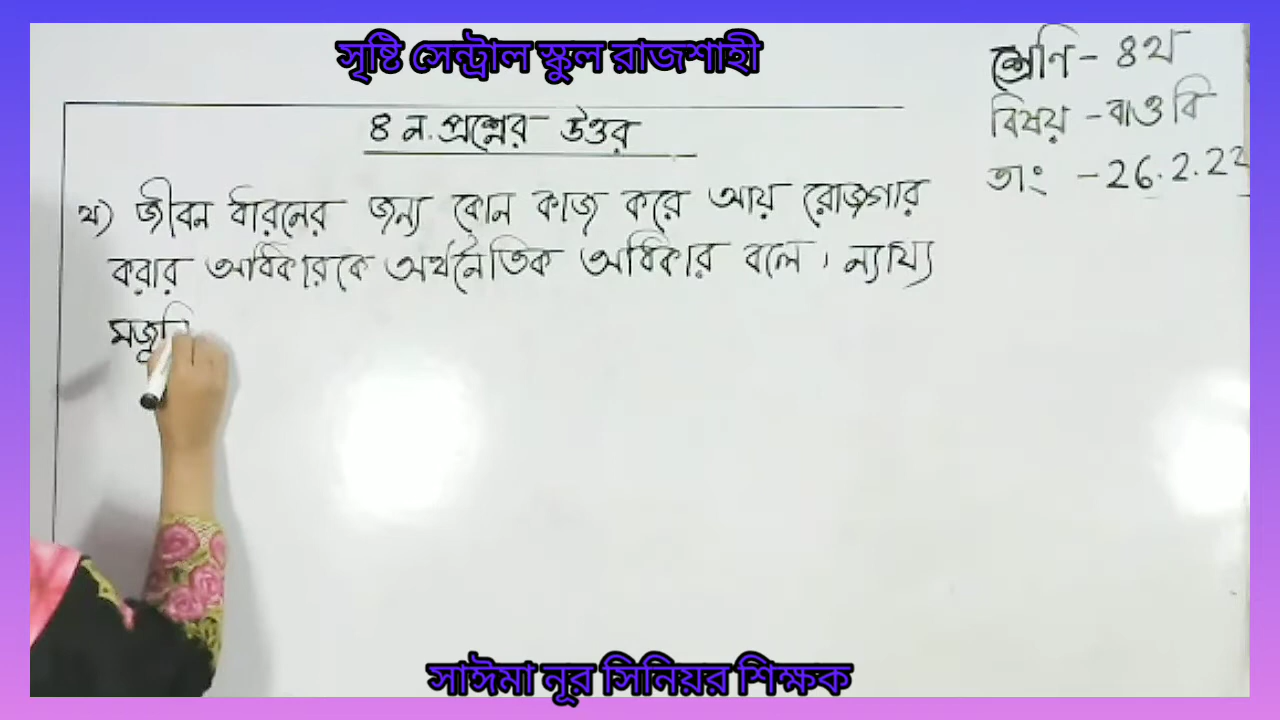 সৃষ্টি সেন্ট্রাল স্কুল রাজশাহী
শ্রেণি - ৪র্থ
বিষয় - বাওবি
তাং - 26.2.22
৪ ন. প্রশ্নের উত্তর
খ) জীবন ধারনের জন্য কোন কাজ করে আয় রোজগার
করার অধিকারকে অর্থনৈতিক অধিকার বলে। ন্যায্য
মজুরি
সাঈমা নূর সিনিয়র শিক্ষক